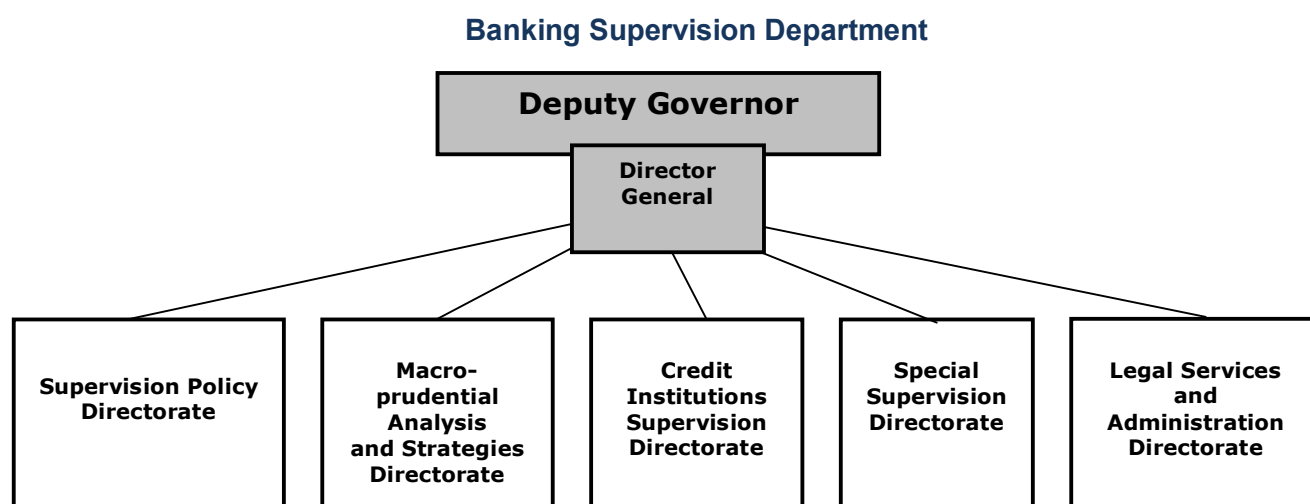 Banking Supervision Department
Deputy Governor
Director
General
Supervision Policy
Directorate
Macro-
prudential
Analysis
and Strategies
Directorate
Credit
Institutions
Supervision
Directorate
Special
Supervision
Directorate
Legal Services
and
Administration
Directorate